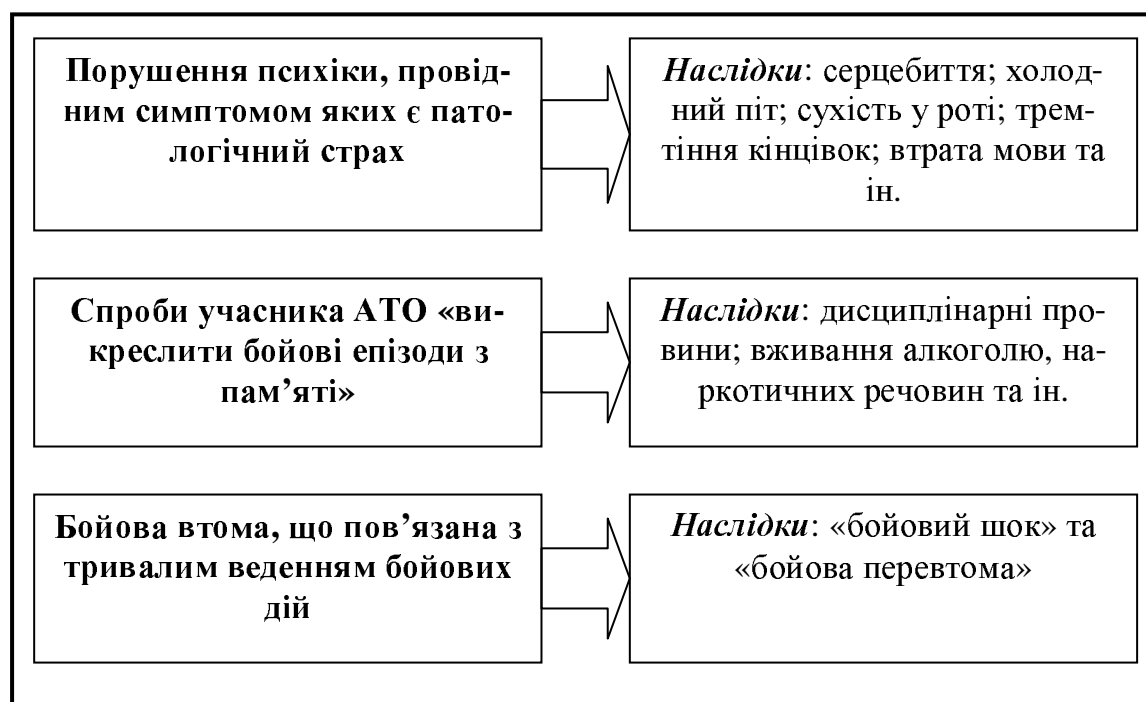 Порушення психіки, провід-
ним симптомом яких є пато-
логічний страх
Наслідки: серцебиття; холод-
ний піт; сухість у роті; трем-
тіння кінцівок; втрата мови та
ін.
Спроби учасника АТО «ви-
креслити бойові епізоди з
пам’яті»
Наслідки: дисциплінарні про-
вини; вживання алкоголю, на-
ркотичних речовин та ін.
Бойова втома, що пов’язана з
тривалим веденням бойових
дій
Наслідки: «бойовий шок» та
«бойова перевтома»